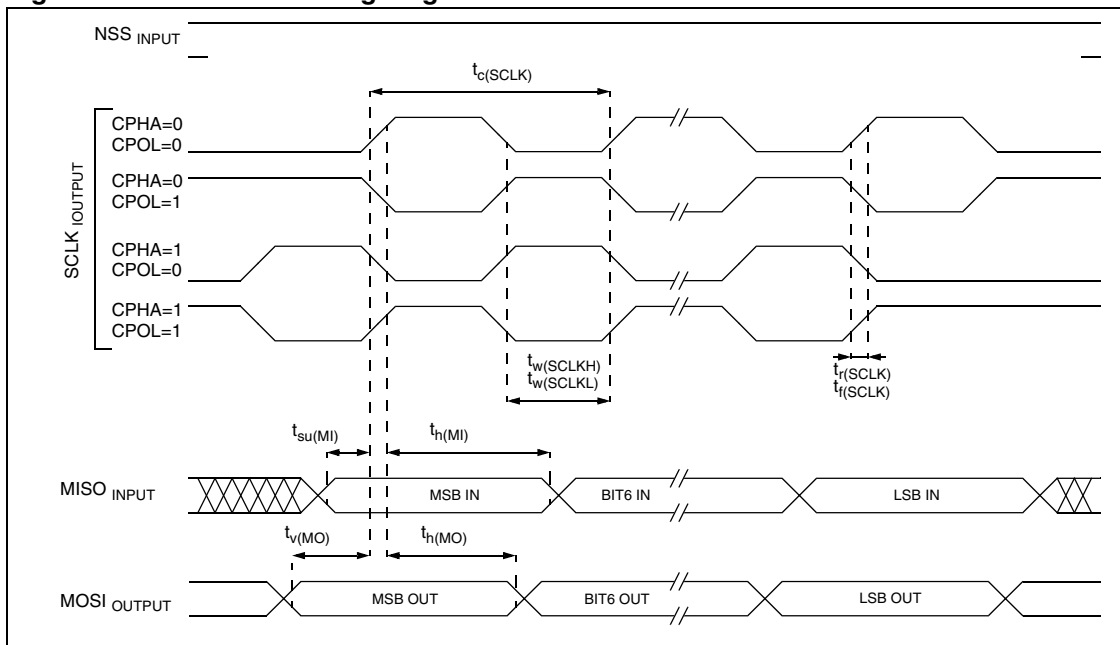 NSS INPUT
tc(SCLK)
SCLK IOUTPUT
CPHA=0
CPOL=0
CPHA=0
CPOL=1
CPHA=1
CPOL=0
CPHA=1
CPOL=1
tw(SCLKH)
tw(SCLKL)
tr(SCLK)
tf(SCLK)
tsu(MI)
th(MI)
MISO INPUT
MSB IN
BIT6 IN
LSB IN
tv(MO)
th(MO)
MOSI OUTPUT
MSB OUT
BIT6 OUT
LSB OUT